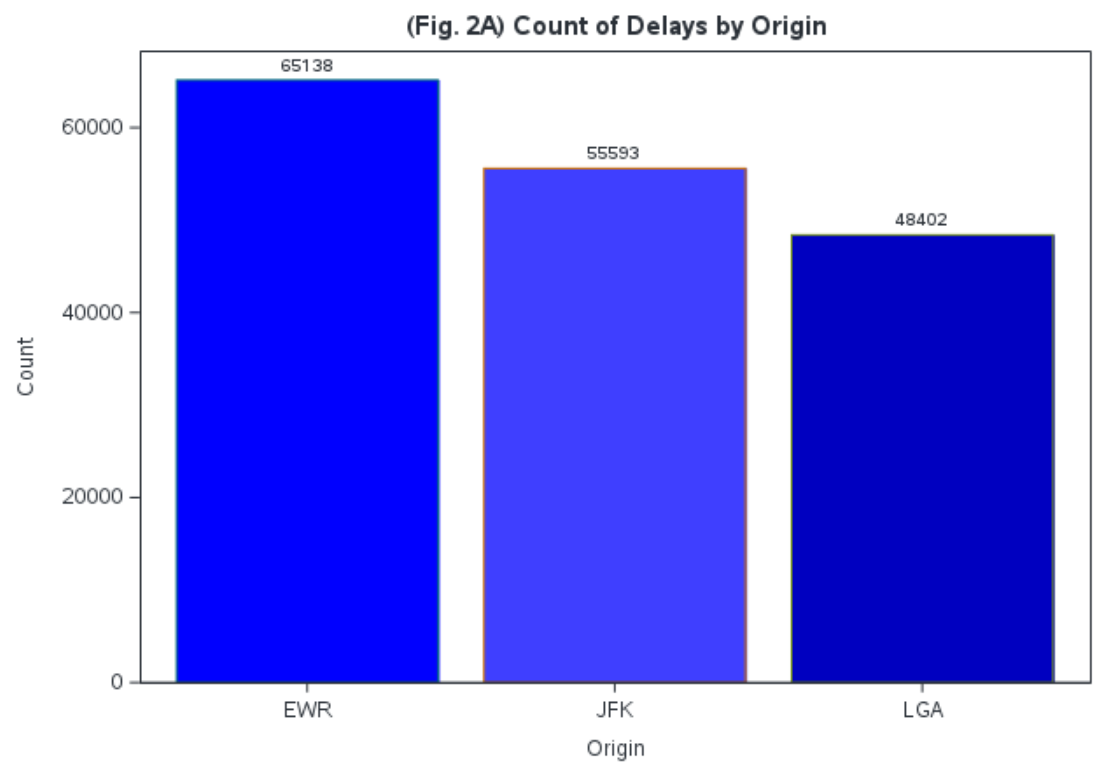 (Fig. 2A) Count of Delays by Origin
65138
55593
48402
60000
40000
20000
0
Count
EWR
JFK
LGA
Origin